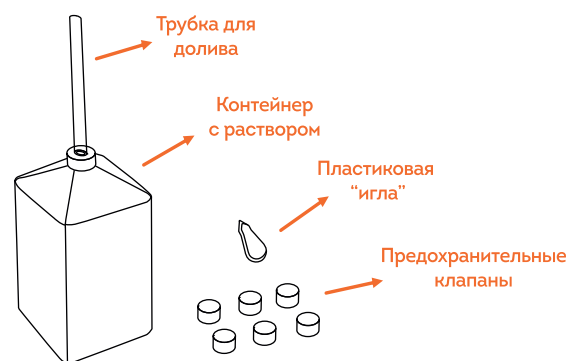 Трубка для
долива
Контейнер
с раствором
Пластиковая
“игла”
Предохранительные
клапаны